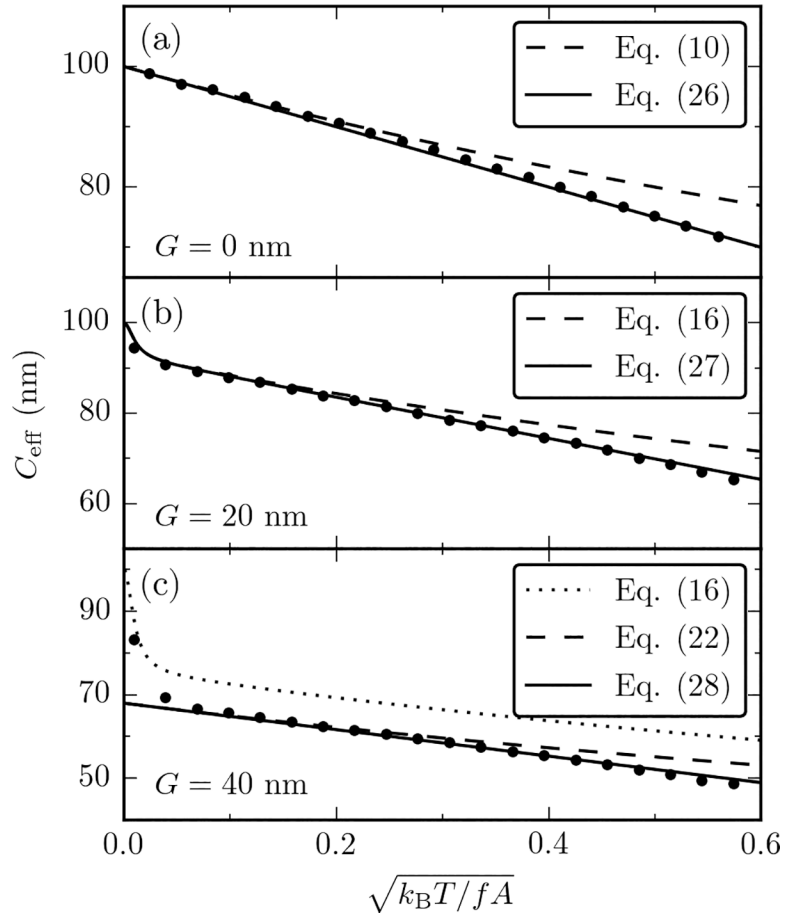 (a)
Eq. (10)
Eq. (26)
100
80
G = 0 nm
(b)
Eq. (16)
Eq. (27)
100
80
60
G = 20 nm
C_eff (nm)
(c)
Eq. (16)
Eq. (22)
Eq. (28)
90
70
50
G = 40 nm
0.0 0.2 0.4 0.6
√k_BT/fA